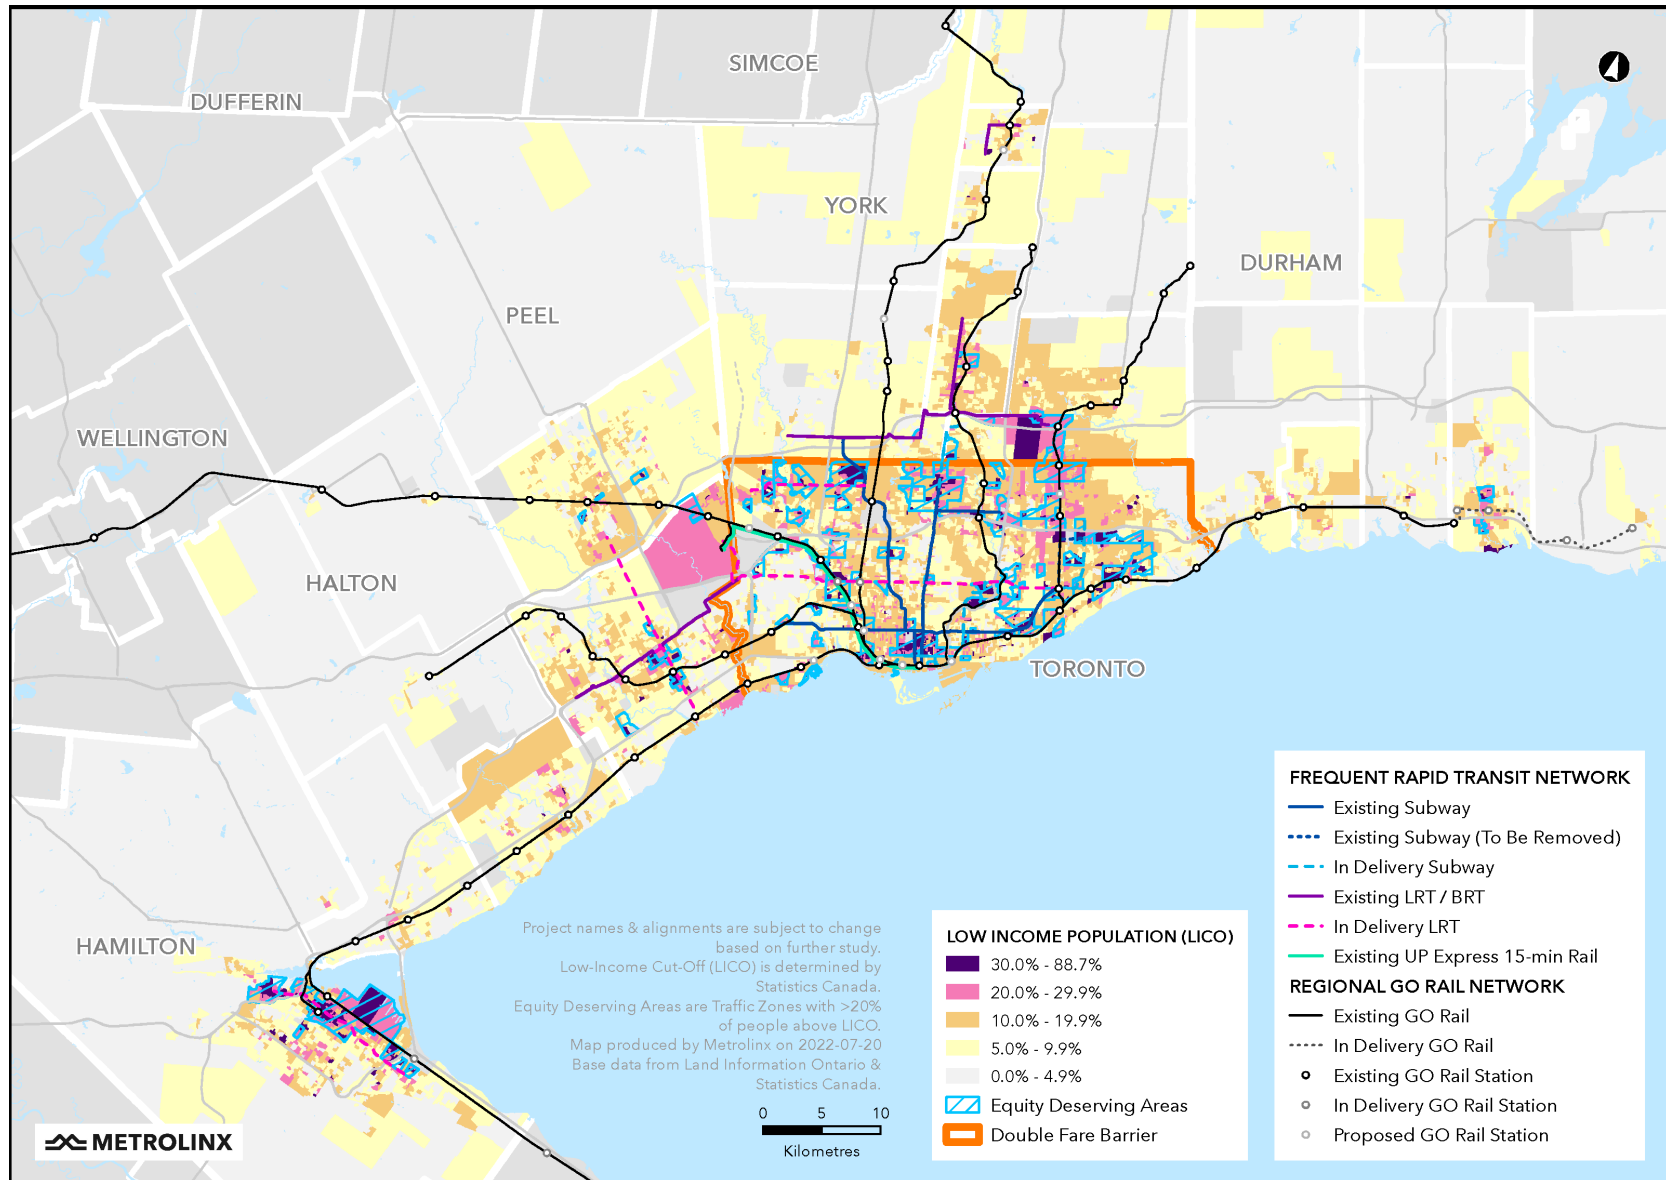 SIMCOE
DUFFERIN
YORK
DURHAM
PEEL
WELLINGTON
HALTON
TORONTO
HAMILTON
FREQUENT RAPID TRANSIT NETWORK
Existing Subway
Existing Subway (To Be Removed)
In Delivery Subway
Existing LRT / BRT
In Delivery LRT
Existing UP Express 15-min Rail
REGIONAL GO RAIL NETWORK
Existing GO Rail
In Delivery GO Rail
Existing GO Rail Station
In Delivery GO Rail Station
Proposed GO Rail Station
LOW INCOME POPULATION (LICO)
30.0% - 88.7%
20.0% - 29.9%
10.0% - 19.9%
5.0% - 9.9%
0.0% - 4.9%
Equity Deserving Areas
Double Fare Barrier
Project names & alignments are subject to change
based on further study.
Low-Income Cut-Off (LICO) is determined by
Statistics Canada.
Equity Deserving Areas are Traffic Zones with >20%
of people above LICO.
Map produced by Metrolinx on 2022-07-20
Base data from Land Information Ontario &
Statistics Canada.
0 5 10
Kilometres
METROLINX